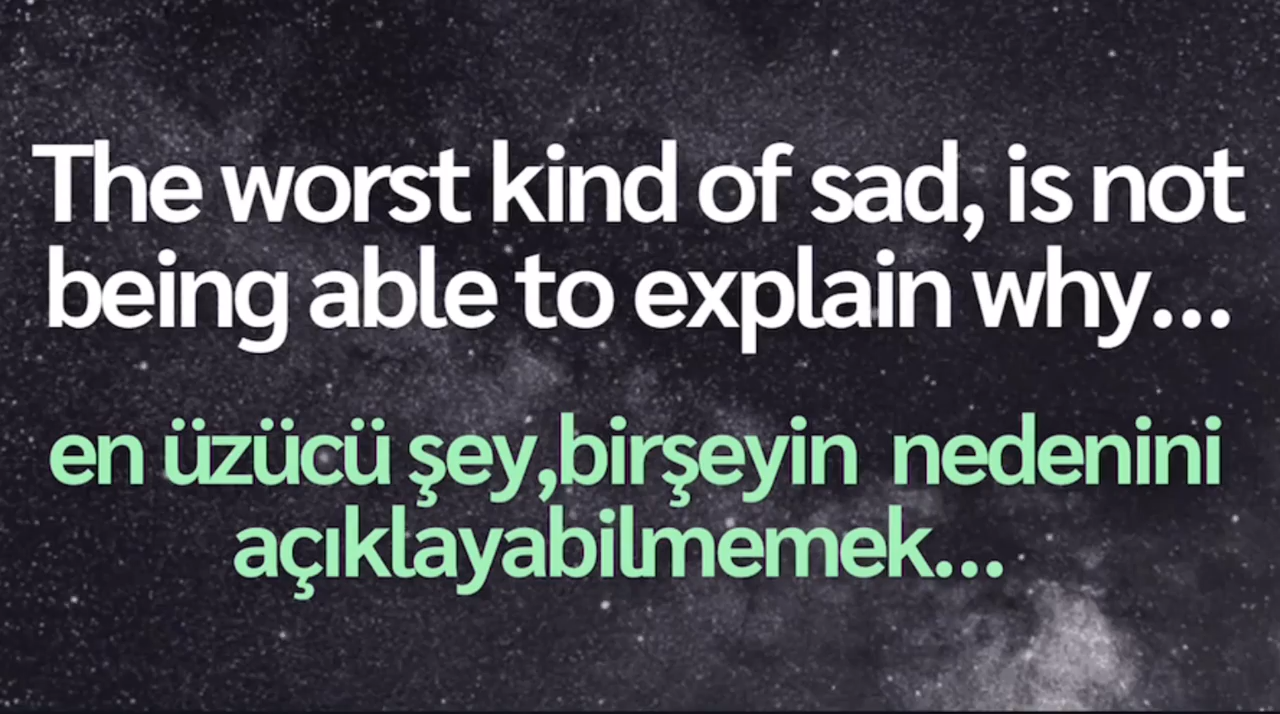 The worst kind of sad, is not
being able to explain why...
en üzücü şey,birşeyin nedenini
açıklayabilmemek...